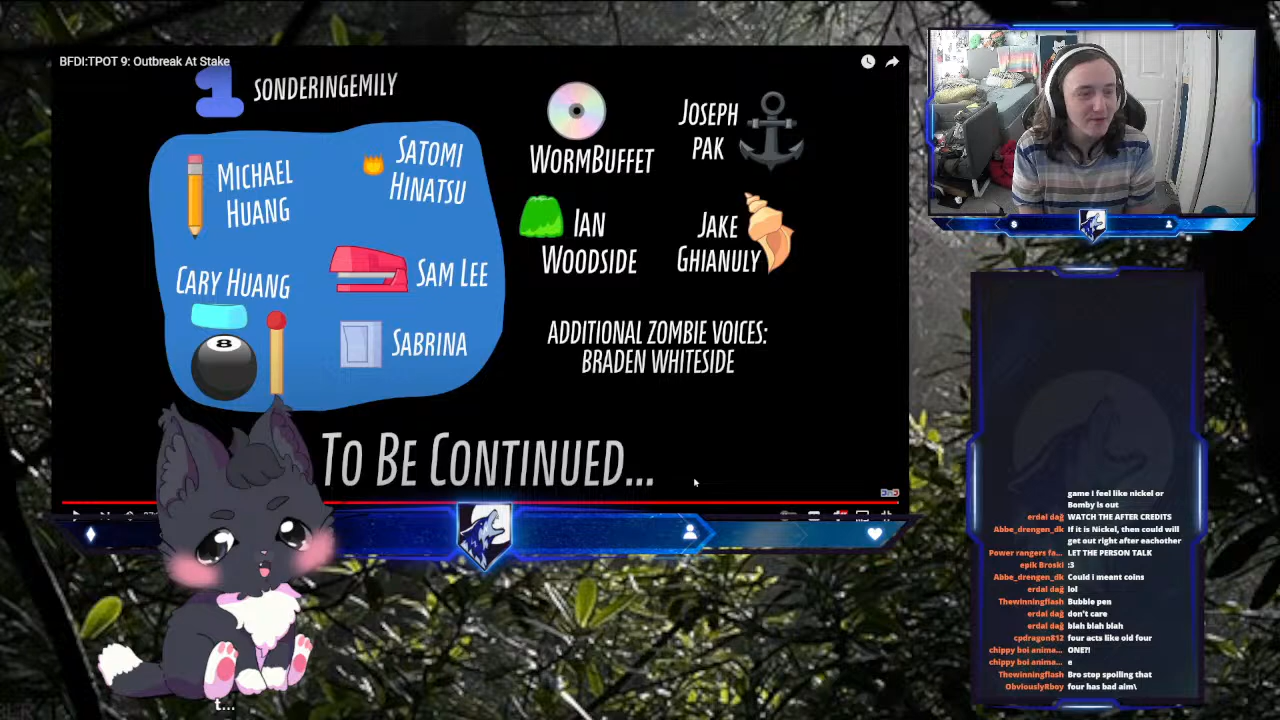 BFDI:TPOT 9: Outbreak At Stake
1 SONDERINGEMILY
MICHAEL
HUANG
SATOMI
HINATSU
CARY HUANG
SAM LEE
8
SABRINA
WORMBUFFET
JOSEPH
PAK
IAN
WOODSIDE
JAKE
GHIANULY
ADDITIONAL ZOMBIE VOICES:
BRADEN WHITESIDE
TO BE CONTINUED...
t...
game i feel like nickel or
Bomby is out
erdal dağ WATCH THE AFTER CREDITS
Abbe_drengen_dk If it is Nickel, then could will
get out right after eachother
Power rangers fa... LET THE PERSON TALK
epik Broski :3
Abbe_drengen_dk Could i meant coins
erdal dağ lol
Thewinningflash Bubble pen
erdal dağ don't care
erdal dağ blah blah blah
cpdragon812 four acts like old four
chippy boi anima... ONE?!
chippy boi anima... e
Thewinningflash Bro stop spoiling that
ObviouslyRboy four has bad aim\